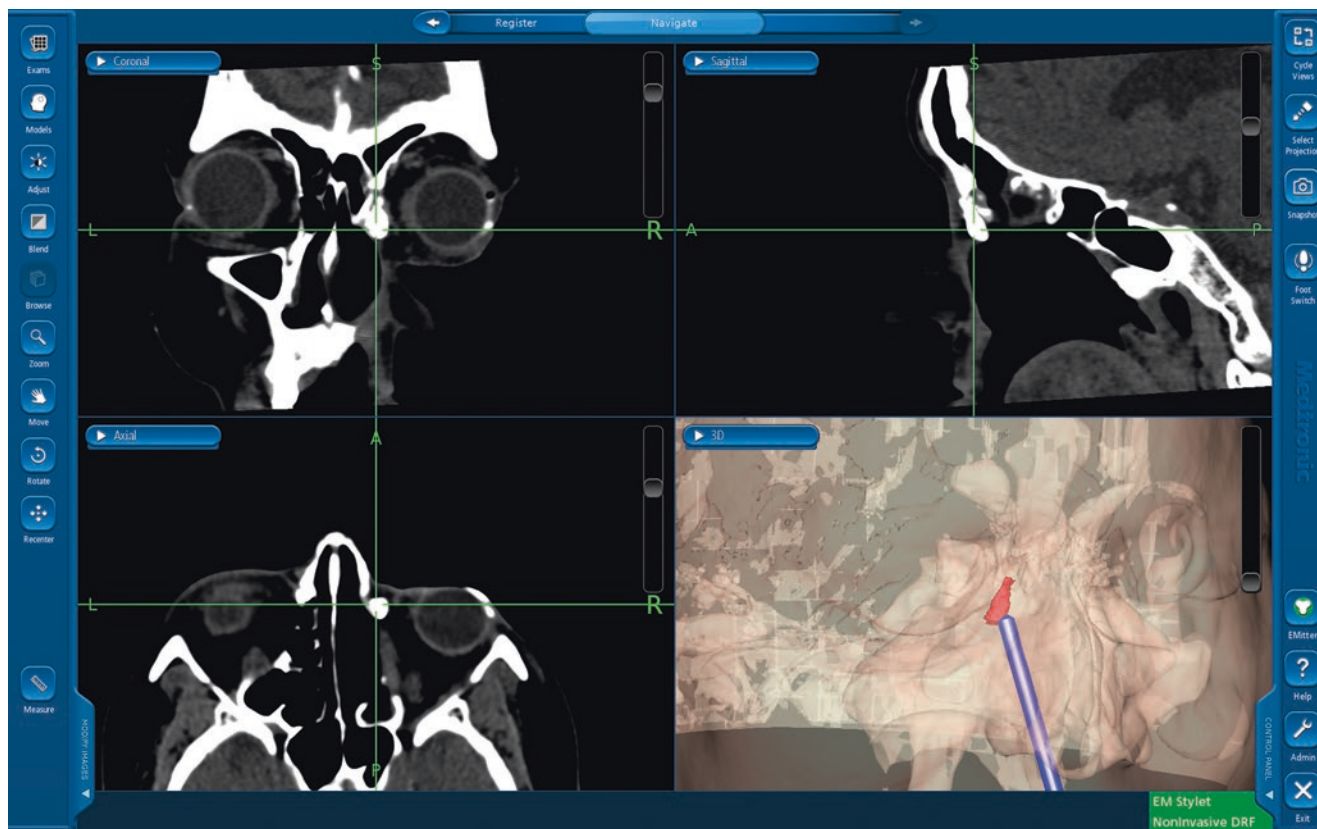 Register
Navigate
Exams
Models
Adjust
Blend
Browse
Zoom
Move
Rotate
Recenter
Measure
MODIFY IMAGES
Coronal
S
L
R
Sagittal
S
A
P
Axial
A
L
R
P
3D
Cycle
Views
Select
Projection
Snapshot
Foot
Switch
Medtronic
EMitter
Help
Admin
Exit
CONTROL PANEL
EM Stylet
NonInvasive DRF